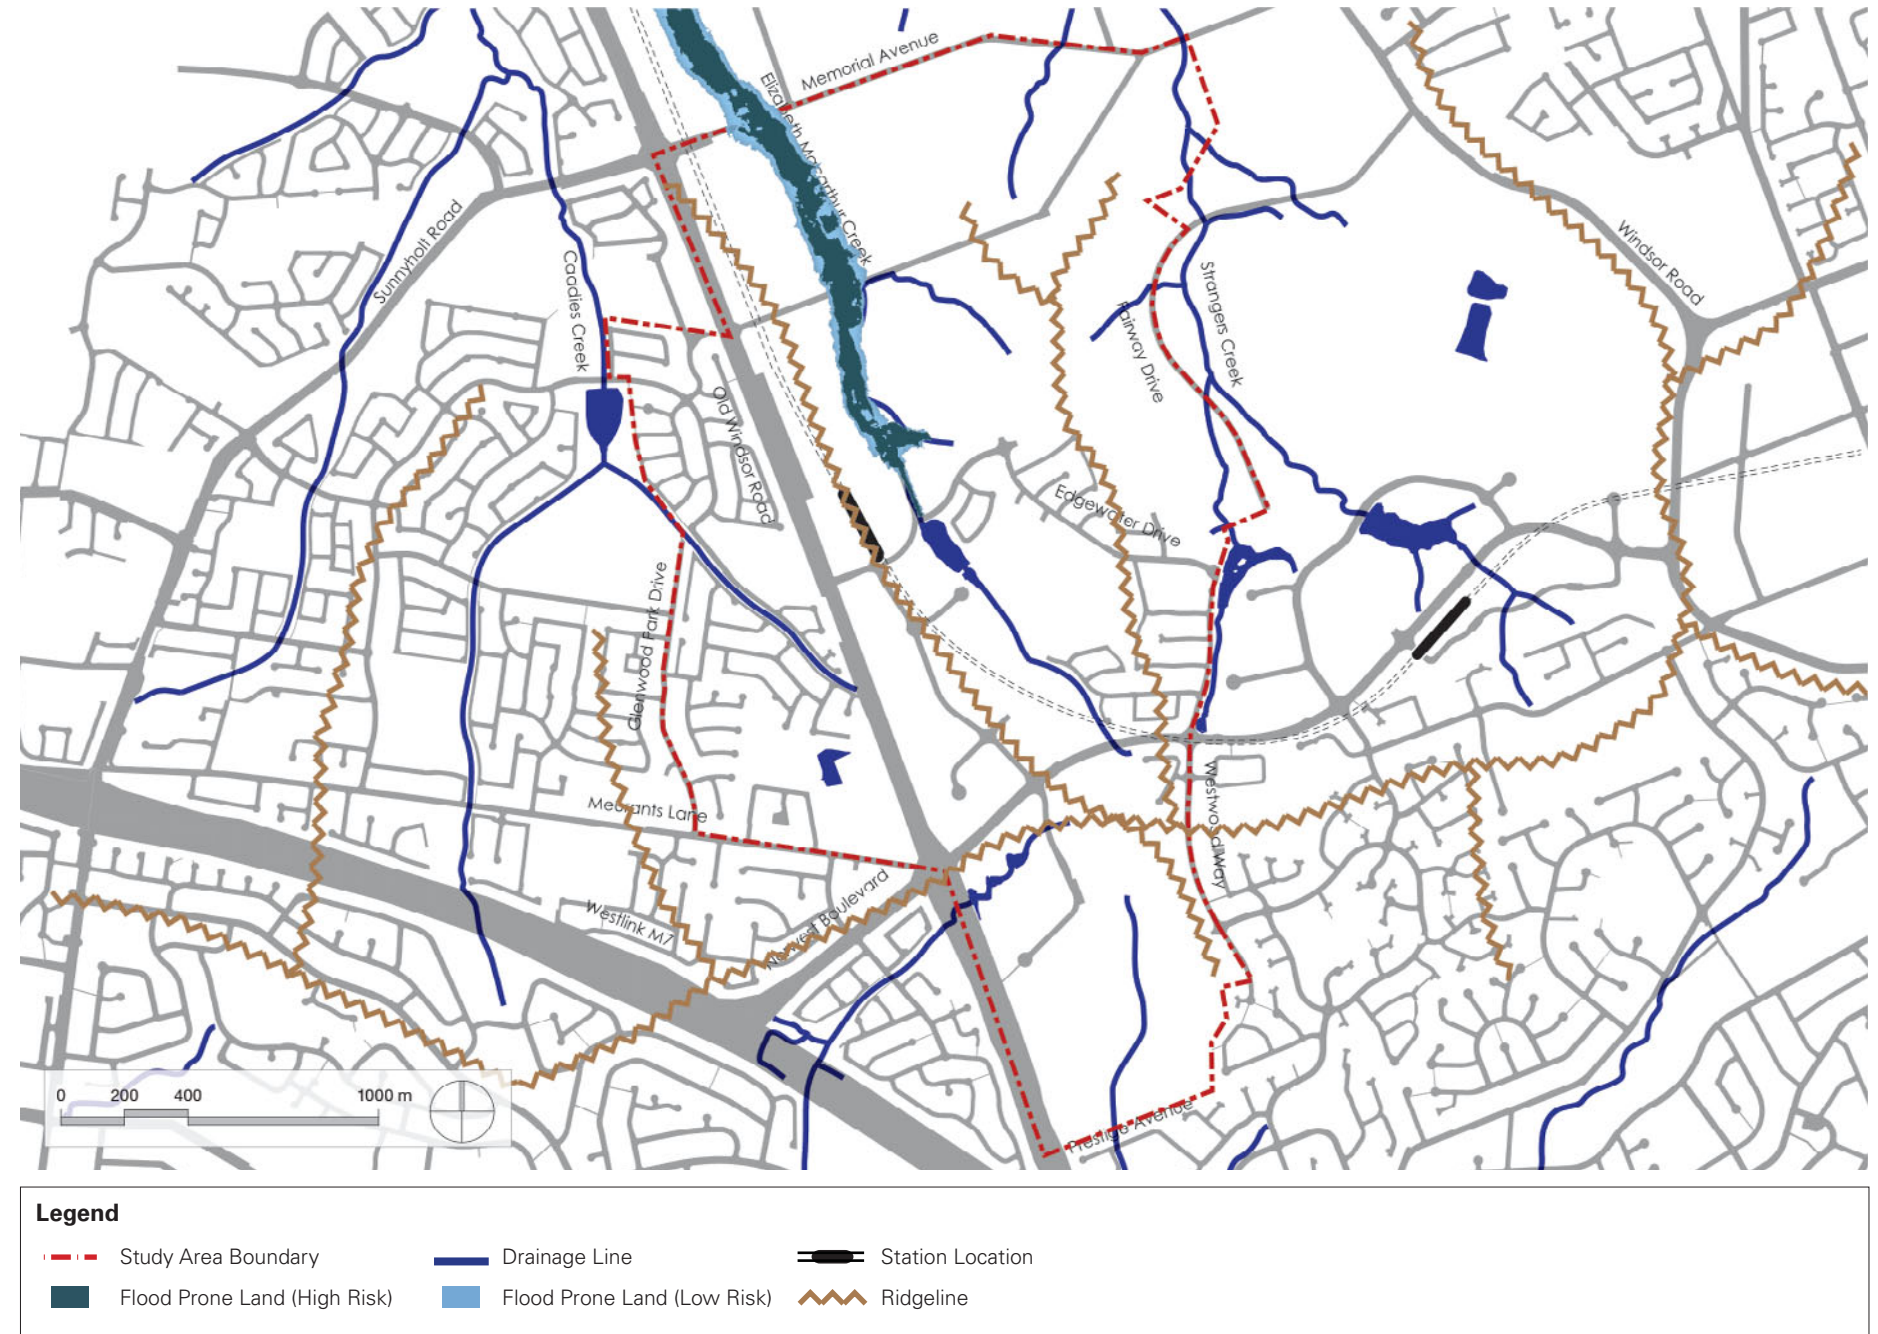 Memorial Avenue
Elizabeth Macarthur Creek
Sunnyholt Road
Caddies Creek
Strangers Creek
Fairway Drive
Windsor Road
Old Windsor Road
Edgewater Drive
Glenwood Park Drive
Meurants Lane
Westwood Way
Westlink M7
Norwest Boulevard
Prestige Avenue
0 200 400 1000 m
Legend
Study Area Boundary
Drainage Line
Station Location
Flood Prone Land (High Risk)
Flood Prone Land (Low Risk)
Ridgeline